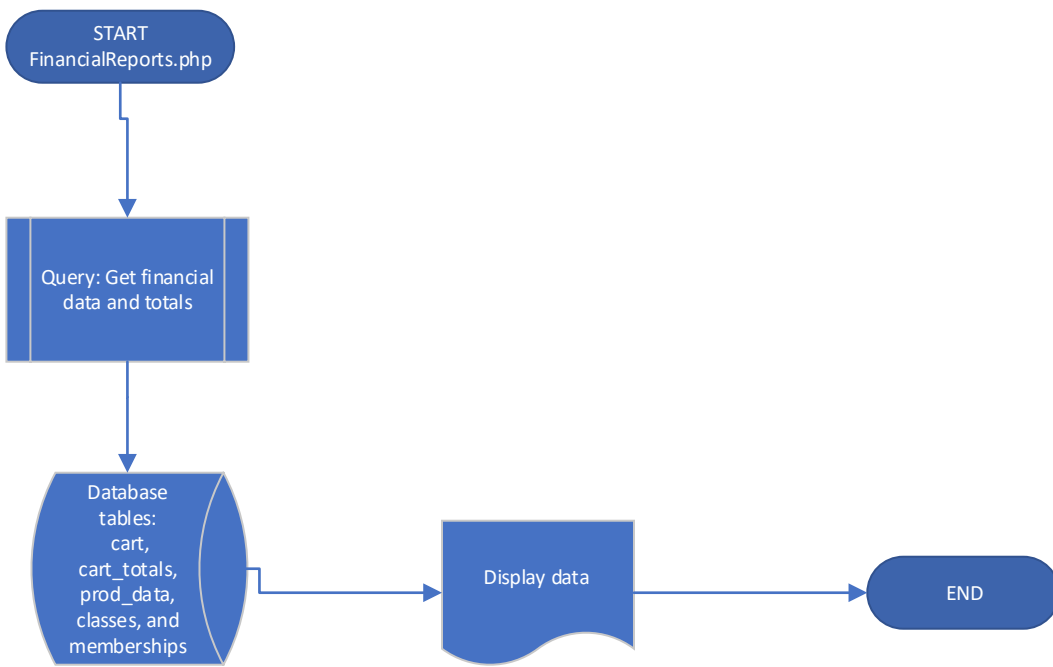 START
FinancialReports.php
Query: Get financial
data and totals
Database
tables:
cart,
cart_totals,
prod_data,
classes, and
memberships
Display data
END